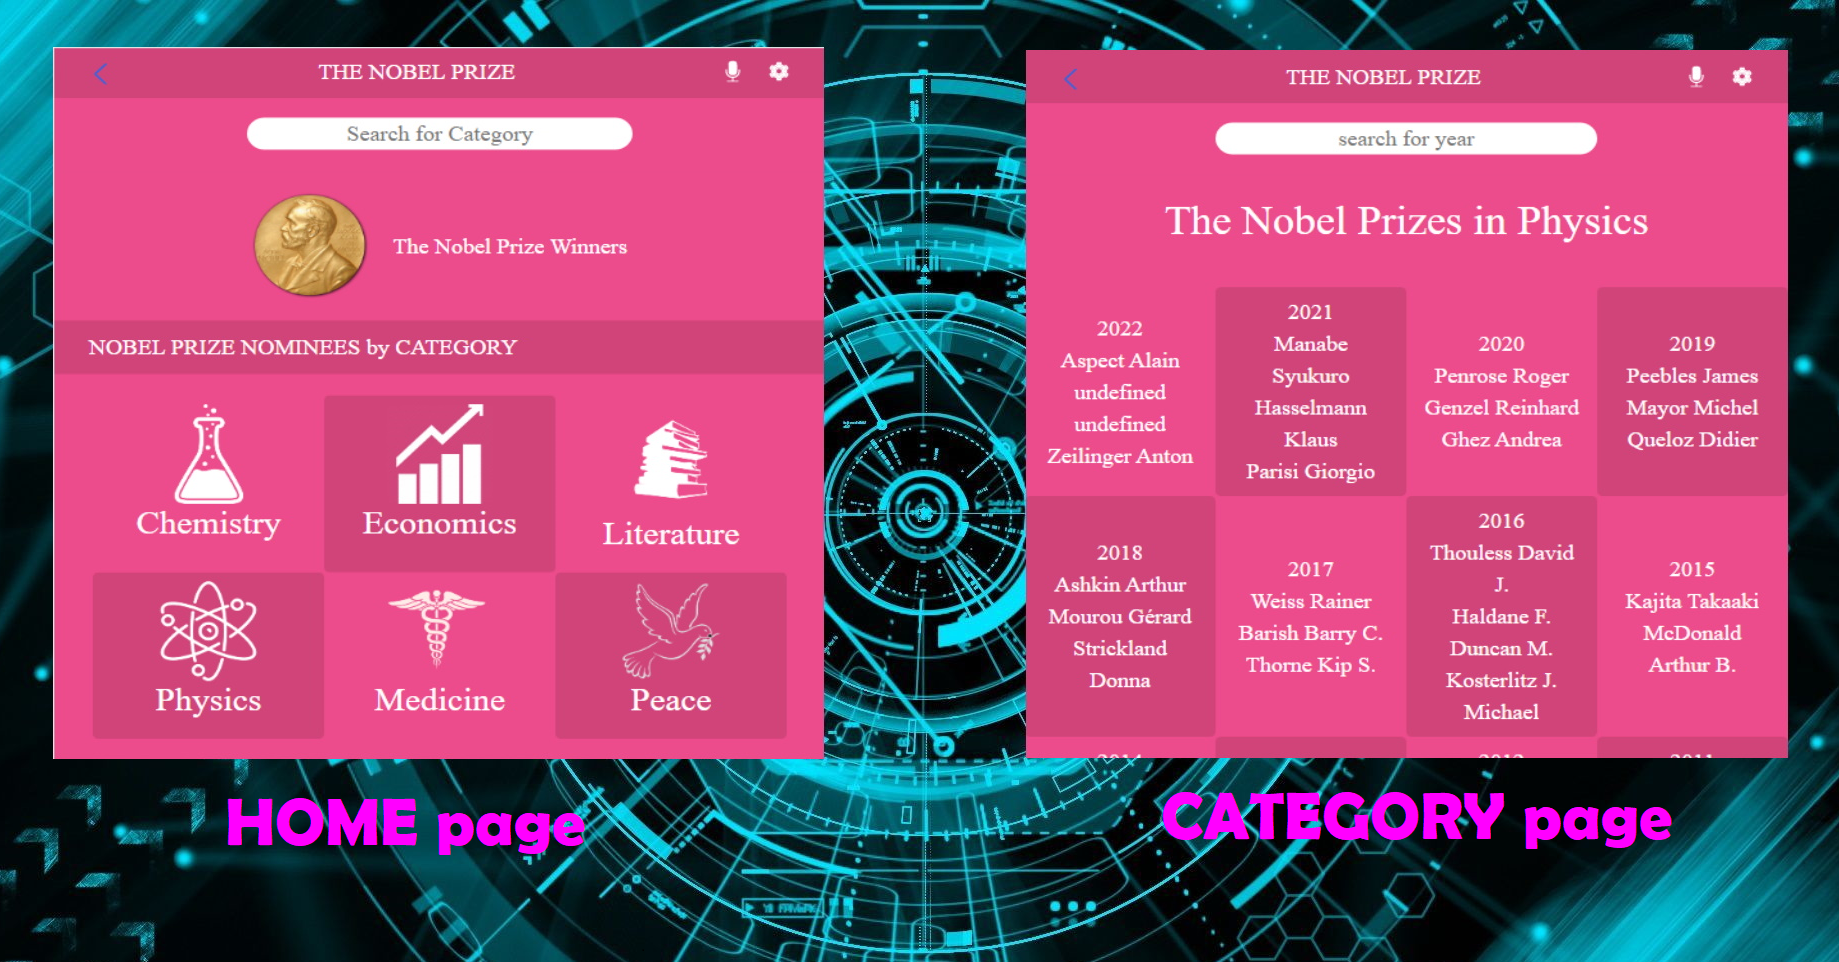 THE NOBEL PRIZE
Search for Category
The Nobel Prize Winners
NOBEL PRIZE NOMINEES by CATEGORY
Chemistry
Economics
Literature
Physics
Medicine
Peace
HOME page
THE NOBEL PRIZE
search for year
The Nobel Prizes in Physics
2022
Aspect Alain
undefined
undefined
Zeilinger Anton
2021
Manabe
Syukuro
Hasselmann
Klaus
Parisi Giorgio
2020
Penrose Roger
Genzel Reinhard
Ghez Andrea
2019
Peebles James
Mayor Michel
Queloz Didier
2018
Ashkin Arthur
Mourou Gérard
Strickland
Donna
2017
Weiss Rainer
Barish Barry C.
Thorne Kip S.
2016
Thouless David
J.
Haldane F.
Duncan M.
Kosterlitz J.
Michael
2015
Kajita Takaaki
McDonald
Arthur B.
CATEGORY page